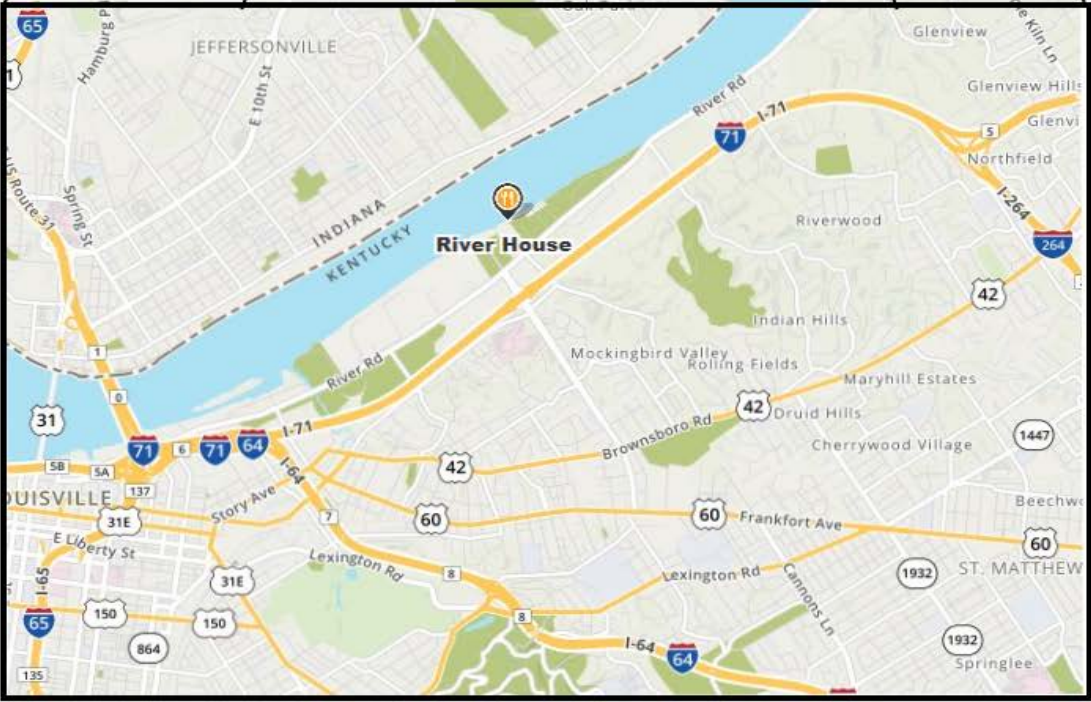 65
Hamburg P
JEFFERSONVILLE
E 10th St
Glenview
e Kiln Ln
1
River Rd
I-71
71
Glenview Hills
5
Glenvi
Northfield
US Route 31
Spring St
INDIANA
KENTUCKY
River House
I-264
264
Riverwood
42
Indian Hills
Mockingbird Valley
Rolling Fields
Maryhill Estates
1
River Rd
0
31
42
Druid Hills
Brownsboro Rd
Cherrywood Village
1447
I-71
71
6
71
64
I-64
5B
5A
137
42
OUISVILLE
31E
Story Ave
7
60
60
Frankfort Ave
Beechwo
60
E Liberty St
I-65
Lexington Rd
8
Lexington Rd
Cannons Ln
1932
ST. MATTHEW
31E
65
150
150
8
864
I-64
64
1932
Springlee
135